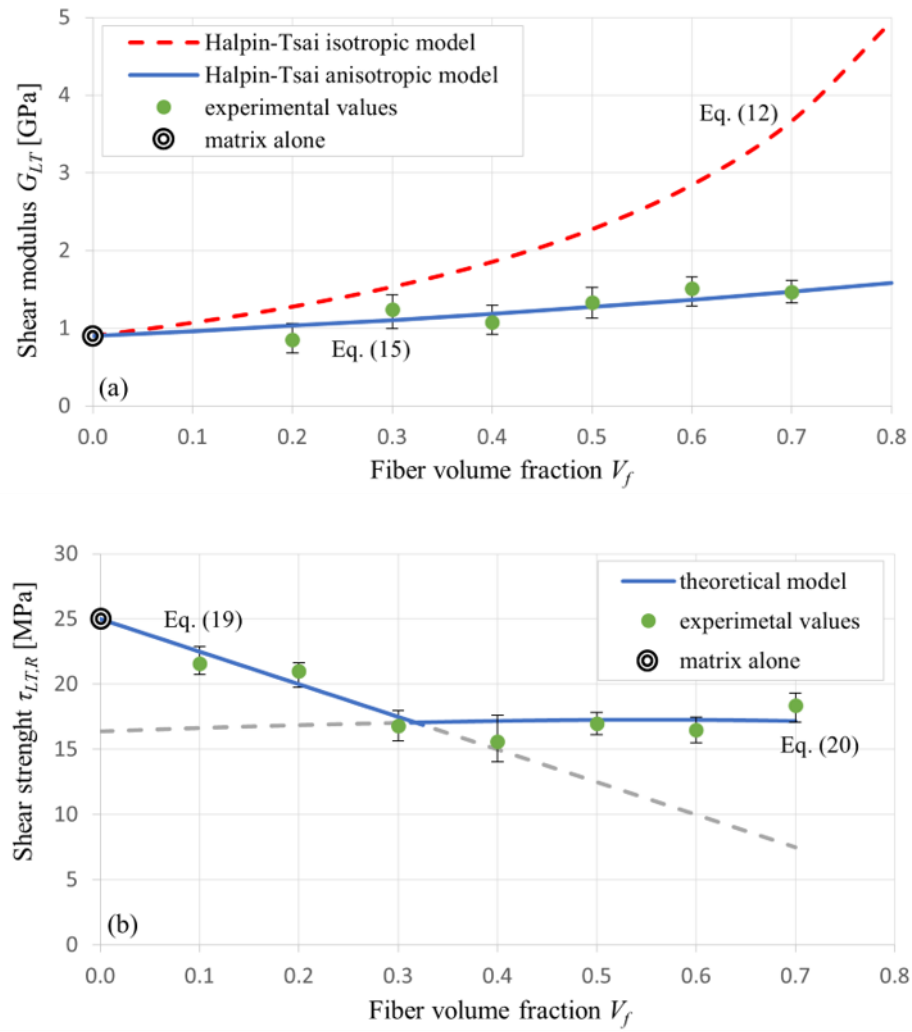 5
4
3
2
1
0
Shear modulus G_LT [GPa]
Halpin-Tsai isotropic model
Halpin-Tsai anisotropic model
experimental values
matrix alone
Eq. (12)
Eq. (15)
(a)
0.0 0.1 0.2 0.3 0.4 0.5 0.6 0.7 0.8
Fiber volume fraction V_f
30
25
20
15
10
5
0
Shear strenght τ_LT,R [MPa]
theoretical model
experimetal values
matrix alone
Eq. (19)
Eq. (20)
(b)
0.0 0.1 0.2 0.3 0.4 0.5 0.6 0.7 0.8
Fiber volume fraction V_f